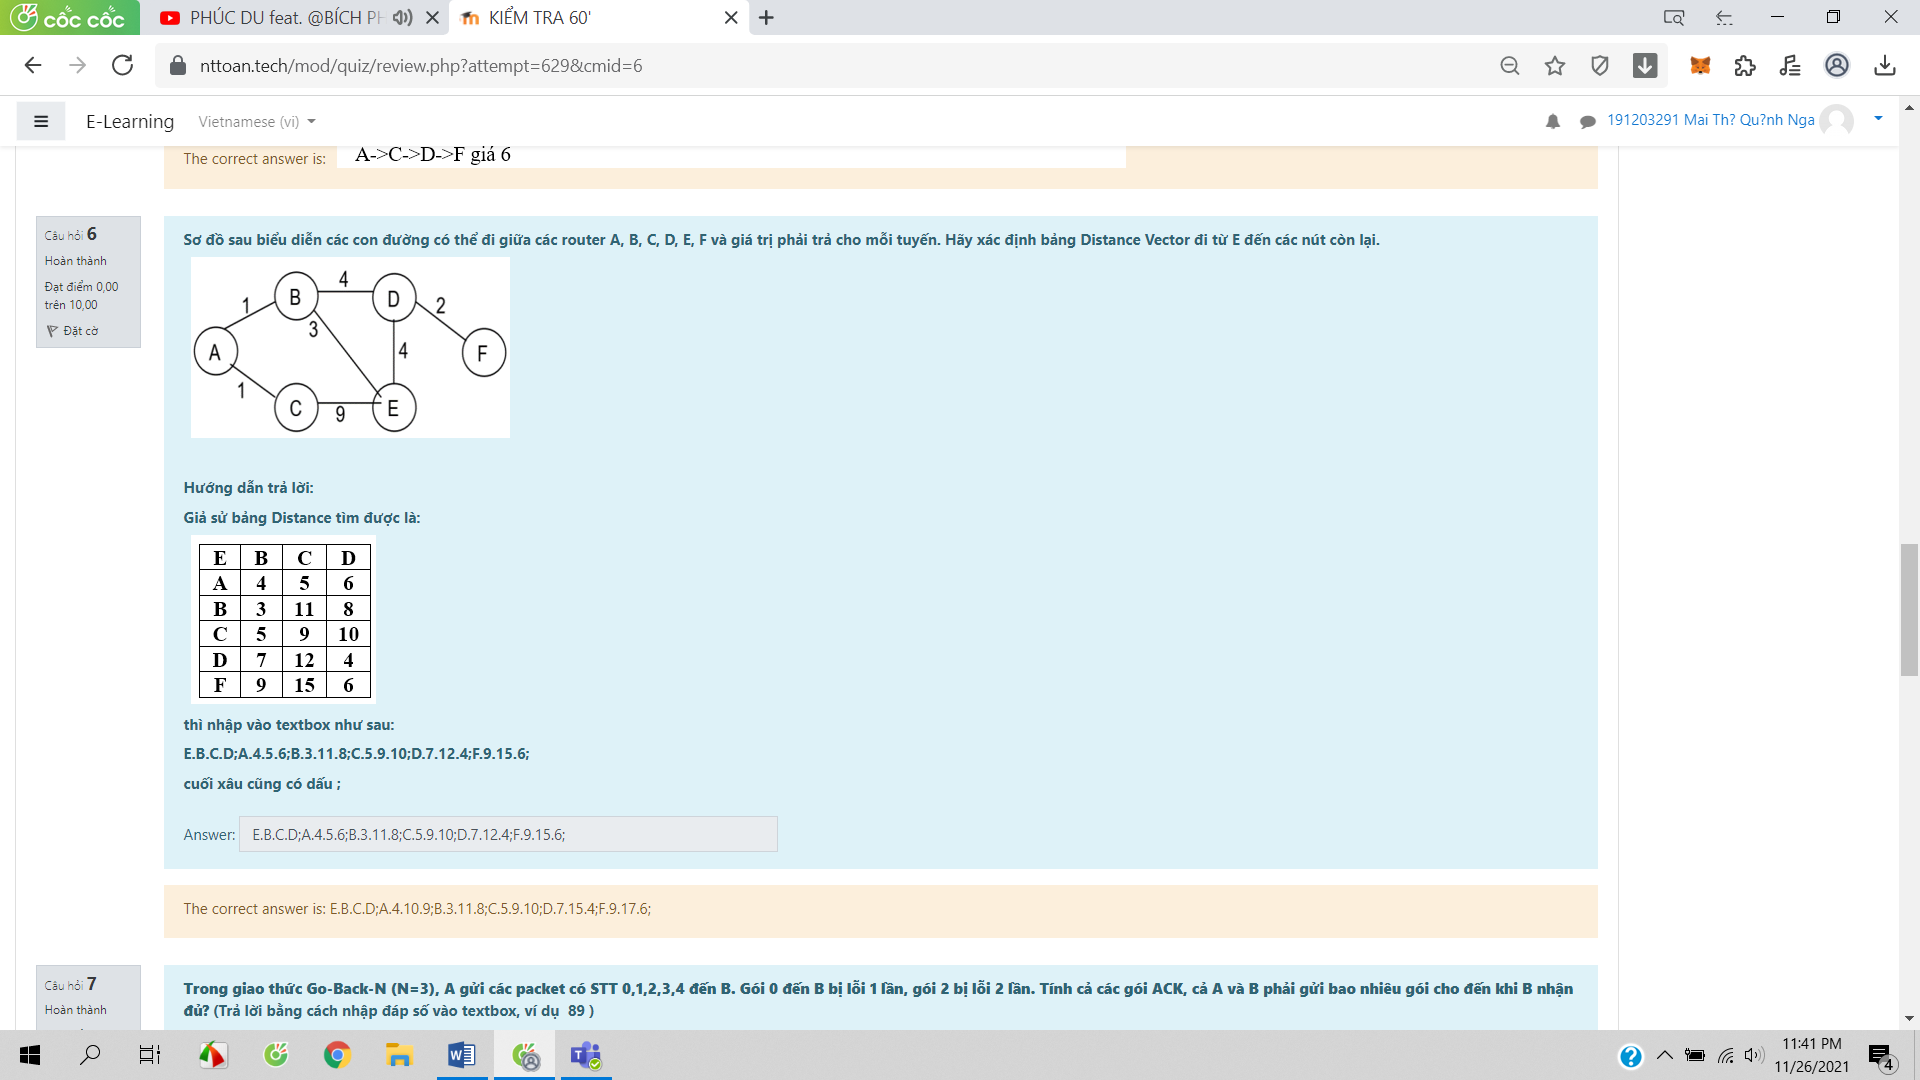 cốc cốc
PHÚC DU feat. @BÍCH PH
KIỂM TRA 60'
nttoan.tech/mod/quiz/review.php?attempt=629&cmid=6
E-Learning
Vietnamese (vi)
191203291 Mai Th? Qu?nh Nga
The correct answer is: A->C->D->F giá 6
Câu hỏi 6
Hoàn thành
Đạt điểm 0,00
trên 10,00
Đặt cờ
Sơ đồ sau biểu diễn các con đường có thể đi giữa các router A, B, C, D, E, F và giá trị phải trả cho mỗi tuyến. Hãy xác định bảng Distance Vector đi từ E đến các nút còn lại.
B 4 D
1 3 2
A 4 F
1
C 9 E
Hướng dẫn trả lời:
Giả sử bảng Distance tìm được là:
E B C D
A 4 5 6
B 3 11 8
C 5 9 10
D 7 12 4
F 9 15 6
thì nhập vào textbox như sau:
E.B.C.D;A.4.5.6;B.3.11.8;C.5.9.10;D.7.12.4;F.9.15.6;
cuối xâu cũng có dấu ;
Answer: E.B.C.D;A.4.5.6;B.3.11.8;C.5.9.10;D.7.12.4;F.9.15.6;
The correct answer is: E.B.C.D;A.4.10.9;B.3.11.8;C.5.9.10;D.7.15.4;F.9.17.6;
Câu hỏi 7
Hoàn thành
Trong giao thức Go-Back-N (N=3), A gửi các packet có STT 0,1,2,3,4 đến B. Gói 0 đến B bị lỗi 1 lần, gói 2 bị lỗi 2 lần. Tính cả các gói ACK, cả A và B phải gửi bao nhiêu gói cho đến khi B nhận
đủ? (Trả lời bằng cách nhập đáp số vào textbox, ví dụ 89 )
11:41 PM
11/26/2021
4